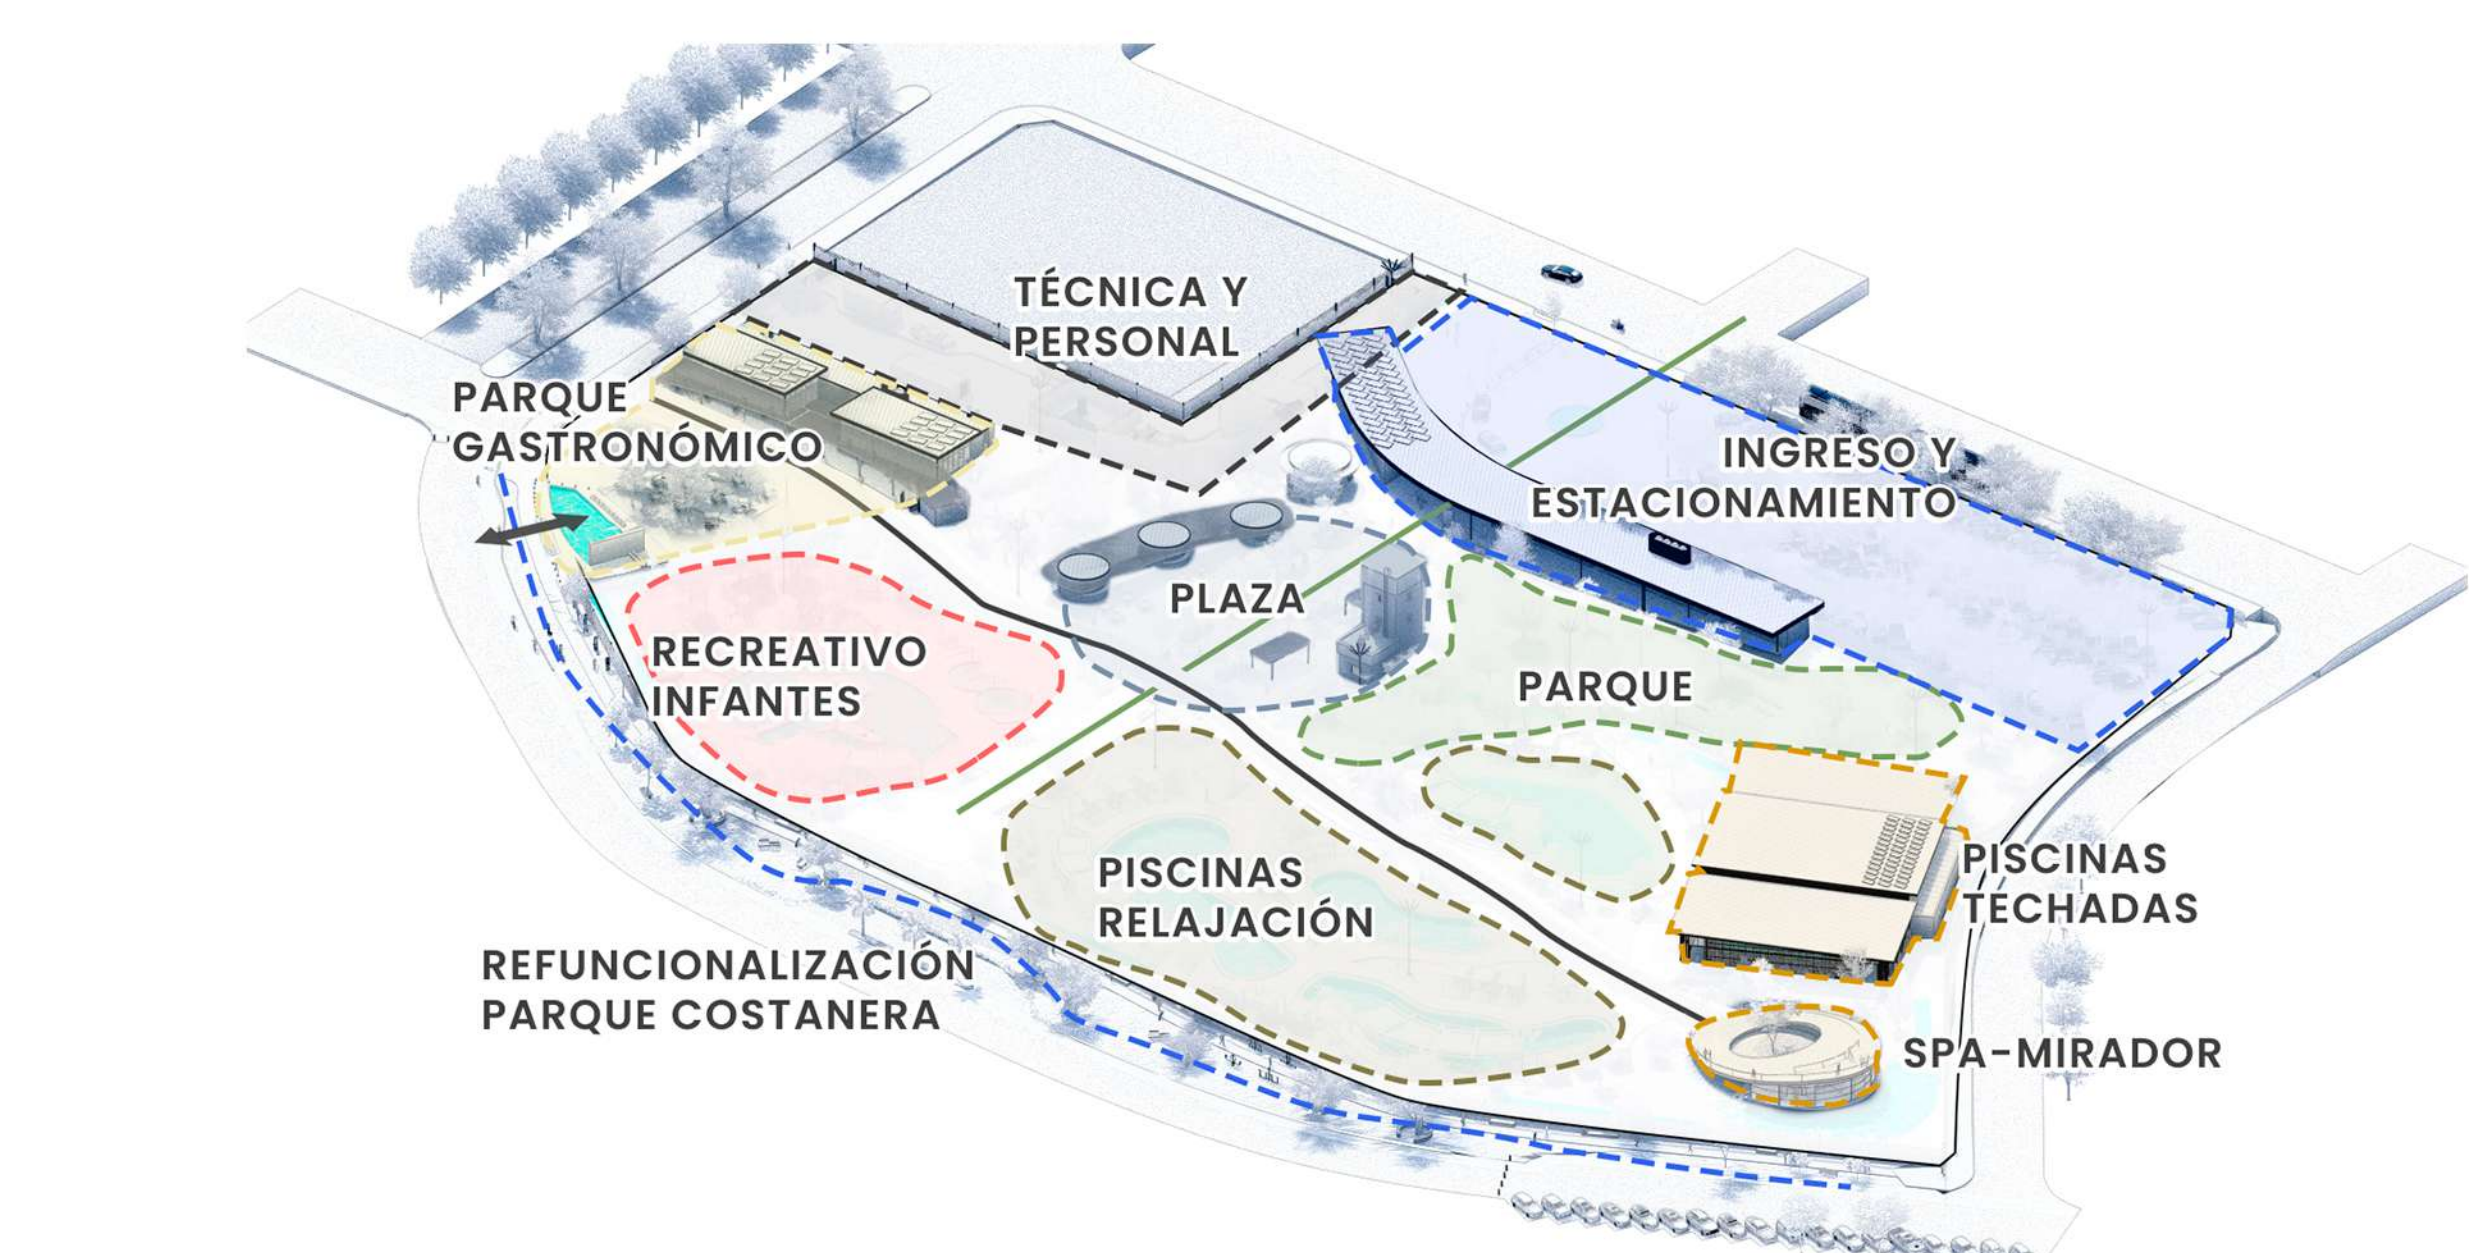 TÉCNICA Y
PERSONAL
PARQUE
GASTRONÓMICO
INGRESO Y
ESTACIONAMIENTO
PLAZA
RECREATIVO
INFANTES
PARQUE
PISCINAS
RELAJACIÓN
PISCINAS
TECHADAS
REFUNCIONALIZACIÓN
PARQUE COSTANERA
SPA-MIRADOR